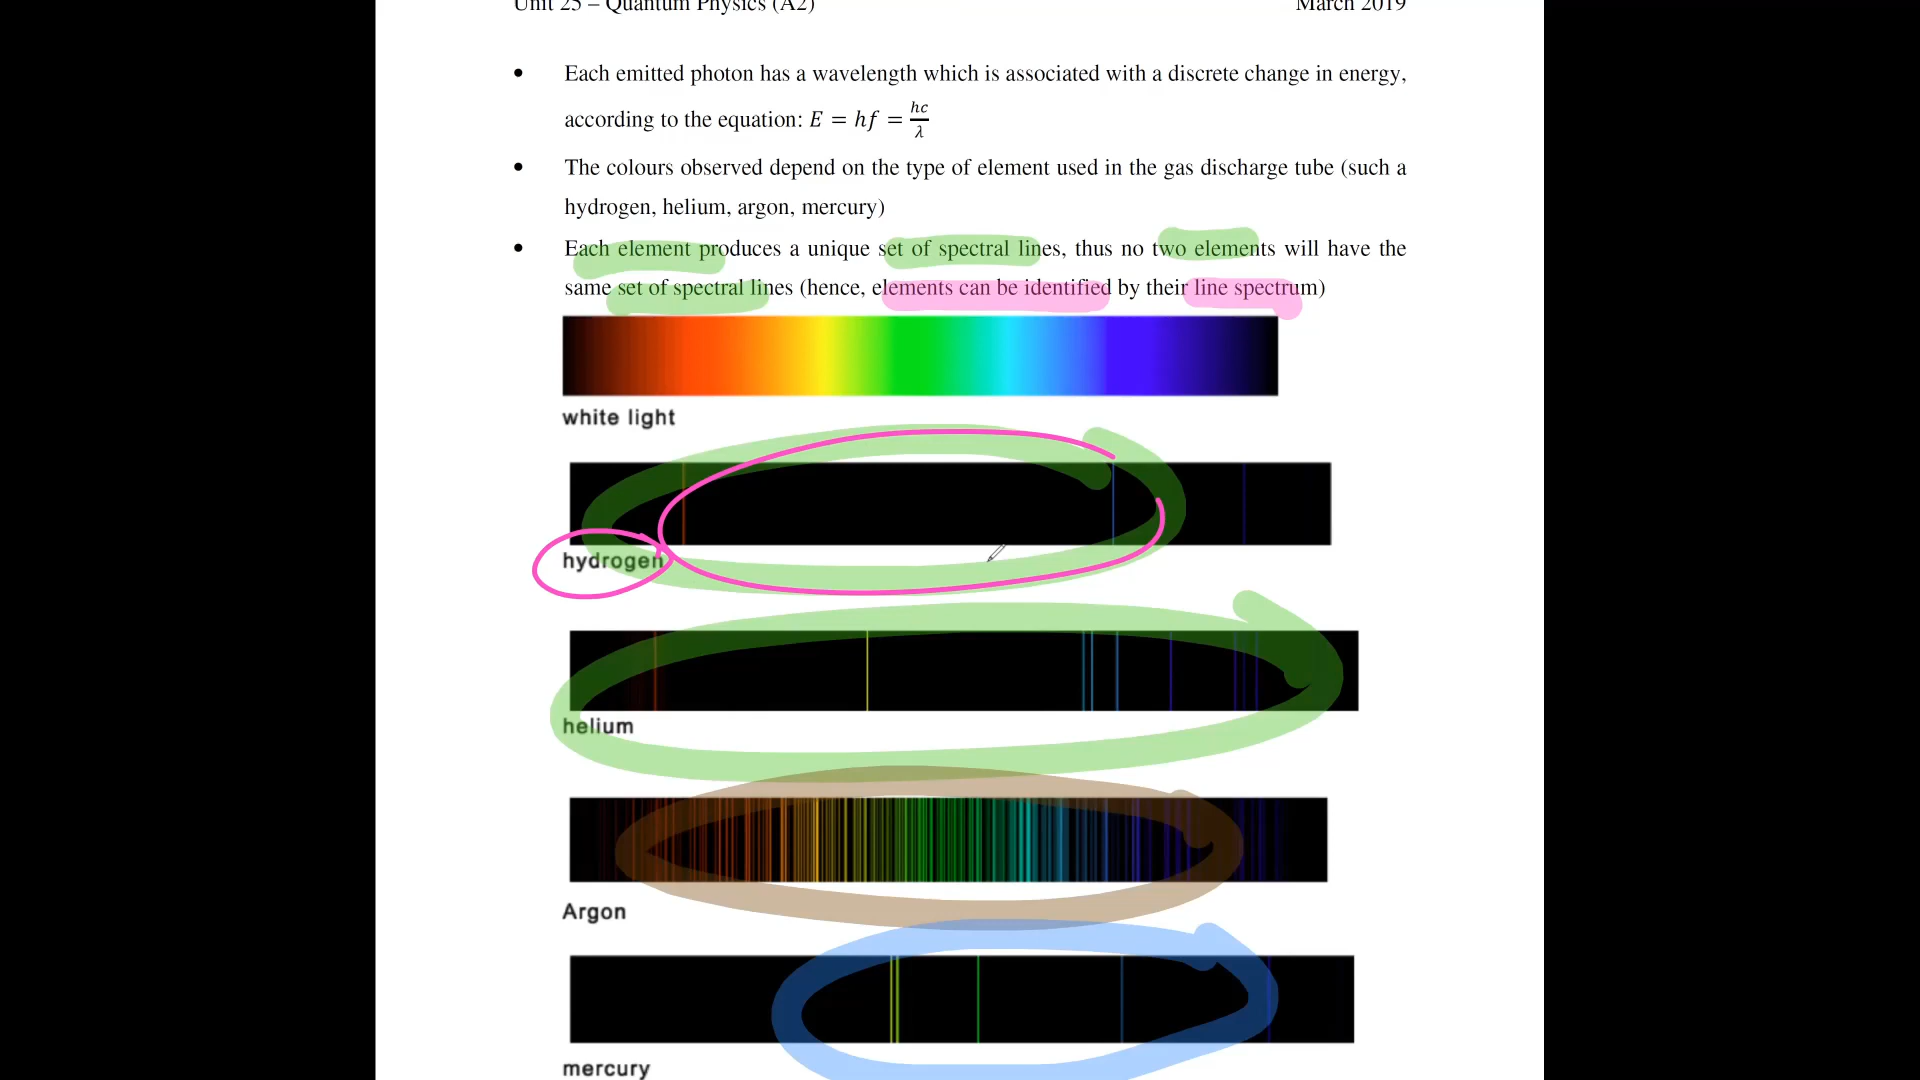 Unit 25 – Quantum Physics (A2) March 2019
• Each emitted photon has a wavelength which is associated with a discrete change in energy,
according to the equation: E = hf = hc/λ
• The colours observed depend on the type of element used in the gas discharge tube (such a
hydrogen, helium, argon, mercury)
• Each element produces a unique set of spectral lines, thus no two elements will have the
same set of spectral lines (hence, elements can be identified by their line spectrum)
white light
hydrogen
helium
Argon
mercury